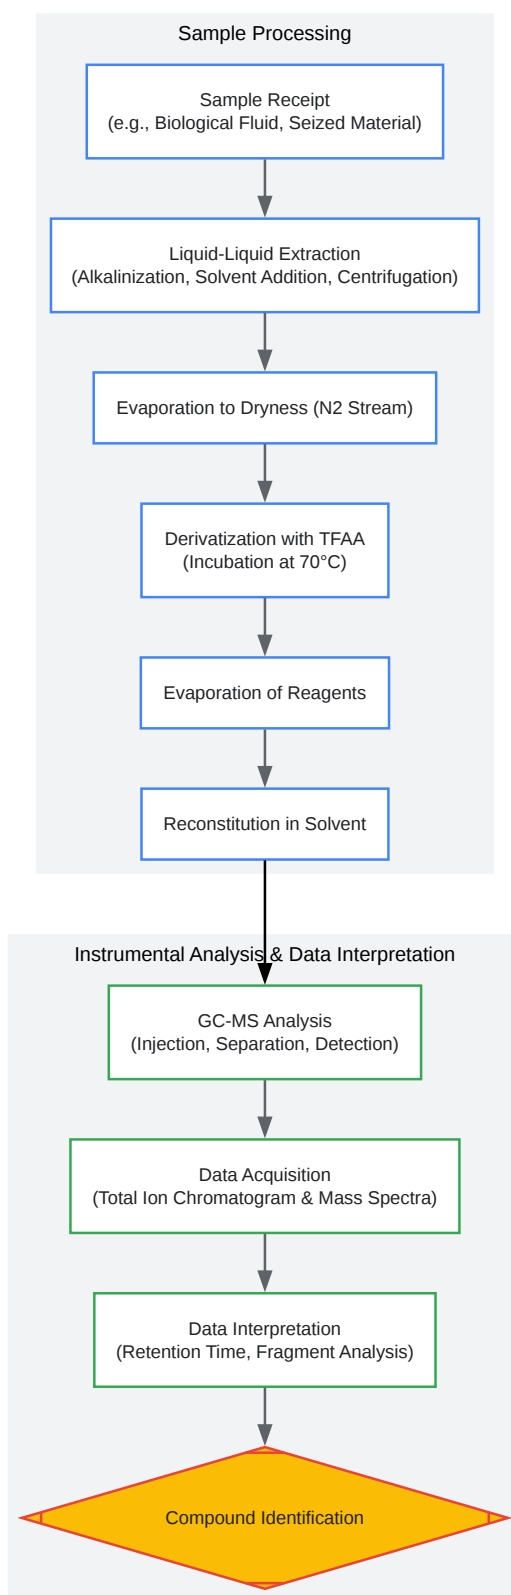 Sample Processing
Sample Receipt
(e.g., Biological Fluid, Seized Material)
Liquid-Liquid Extraction
(Alkalinization, Solvent Addition, Centrifugation)
Evaporation to Dryness (N2 Stream)
Derivatization with TFAA
(Incubation at 70°C)
Evaporation of Reagents
Reconstitution in Solvent
Instrumental Analysis & Data Interpretation
GC-MS Analysis
(Injection, Separation, Detection)
Data Acquisition
(Total Ion Chromatogram & Mass Spectra)
Data Interpretation
(Retention Time, Fragment Analysis)
Compound Identification